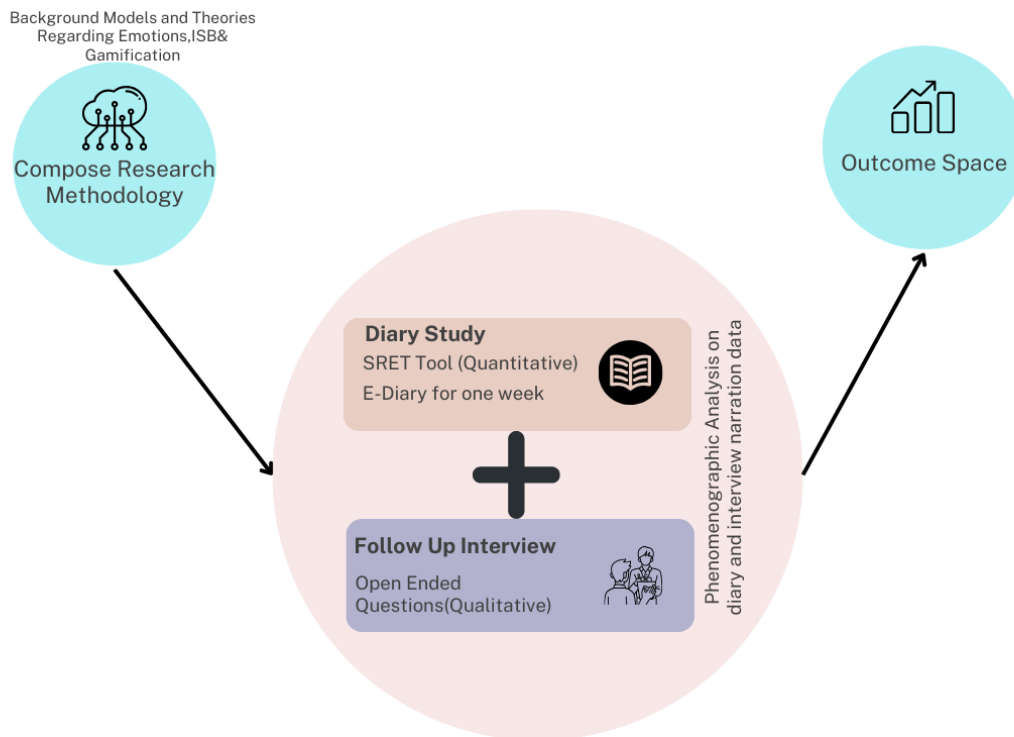 Background Models and Theories
Regarding Emotions,ISB&
Gamification
Compose Research
Methodology
Outcome Space
Diary Study
SRET Tool (Quantitative)
E-Diary for one week
Follow Up Interview
Open Ended
Questions(Qualitative)
Phenomenographic Analysis on
diary and interview narration data